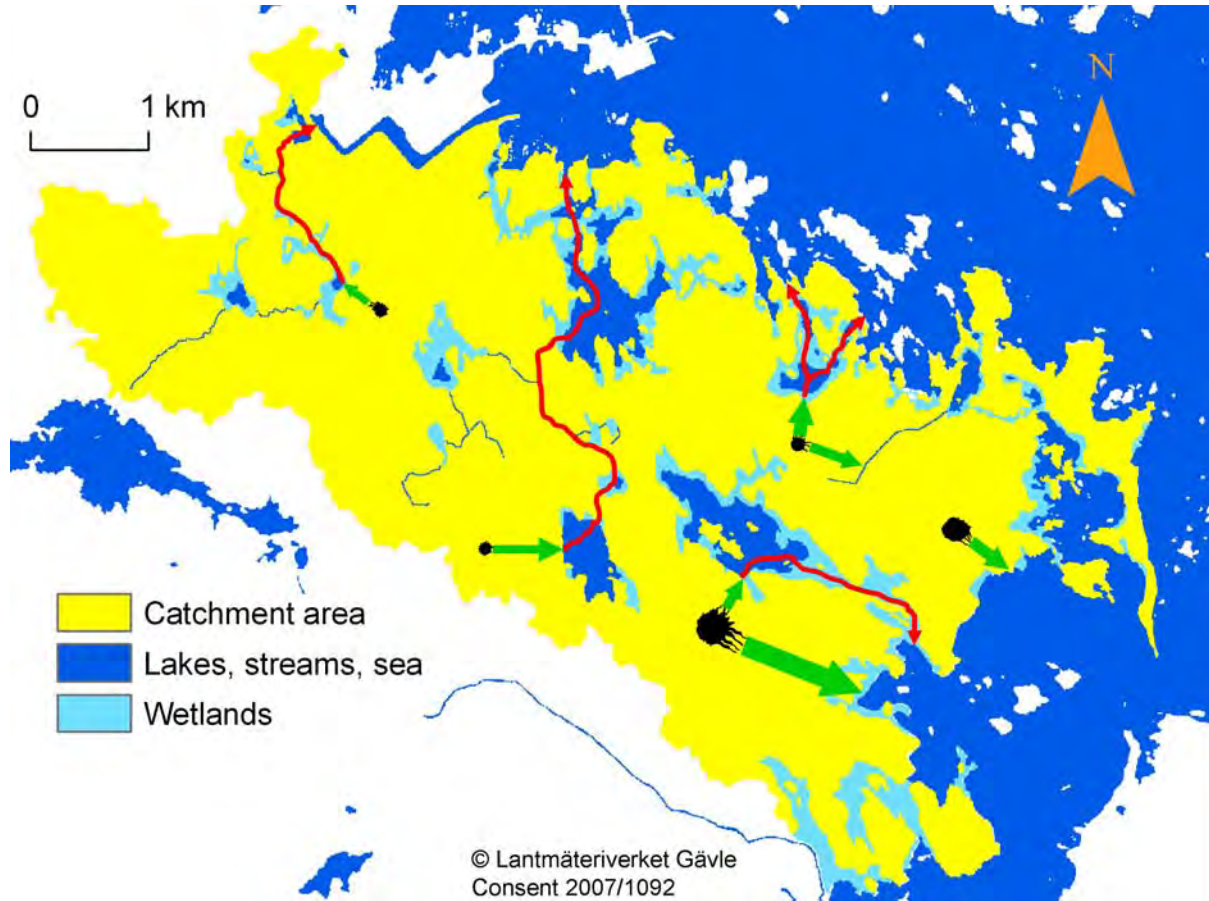 N
0 1 km
Catchment area
Lakes, streams, sea
Wetlands
© Lantmäteriverket Gävle
Consent 2007/1092